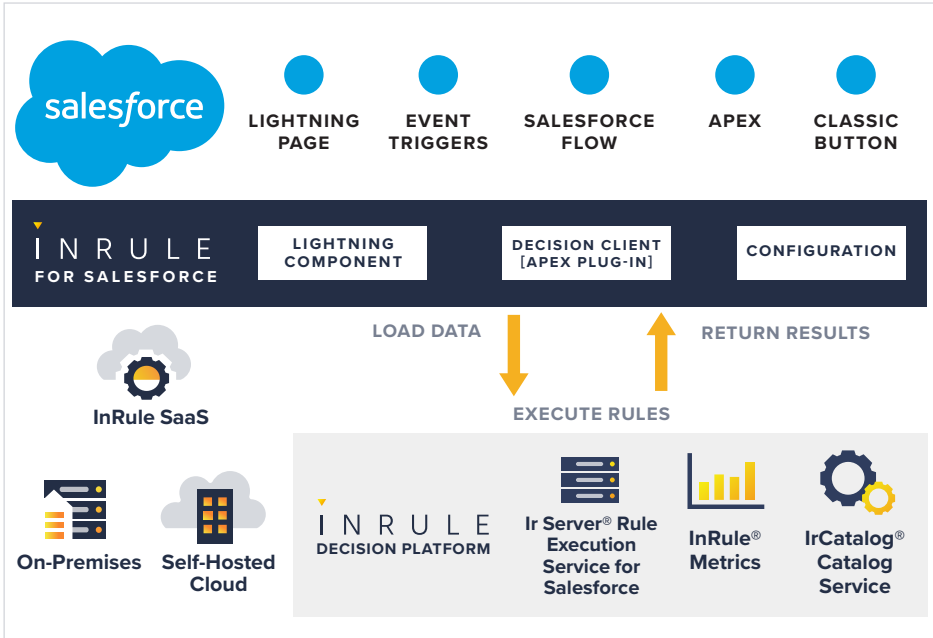 salesforce
LIGHTNING
PAGE
EVENT
TRIGGERS
SALESFORCE
FLOW
APEX
CLASSIC
BUTTON
INRULE
FOR SALESFORCE
LIGHTNING
COMPONENT
DECISION CLIENT
[APEX PLUG-IN]
CONFIGURATION
LOAD DATA
RETURN RESULTS
EXECUTE RULES
InRule SaaS
On-Premises
Self-Hosted
Cloud
INRULE
DECISION PLATFORM
Ir Server® Rule
Execution
Service for
Salesforce
InRule®
Metrics
IrCatalog®
Catalog
Service